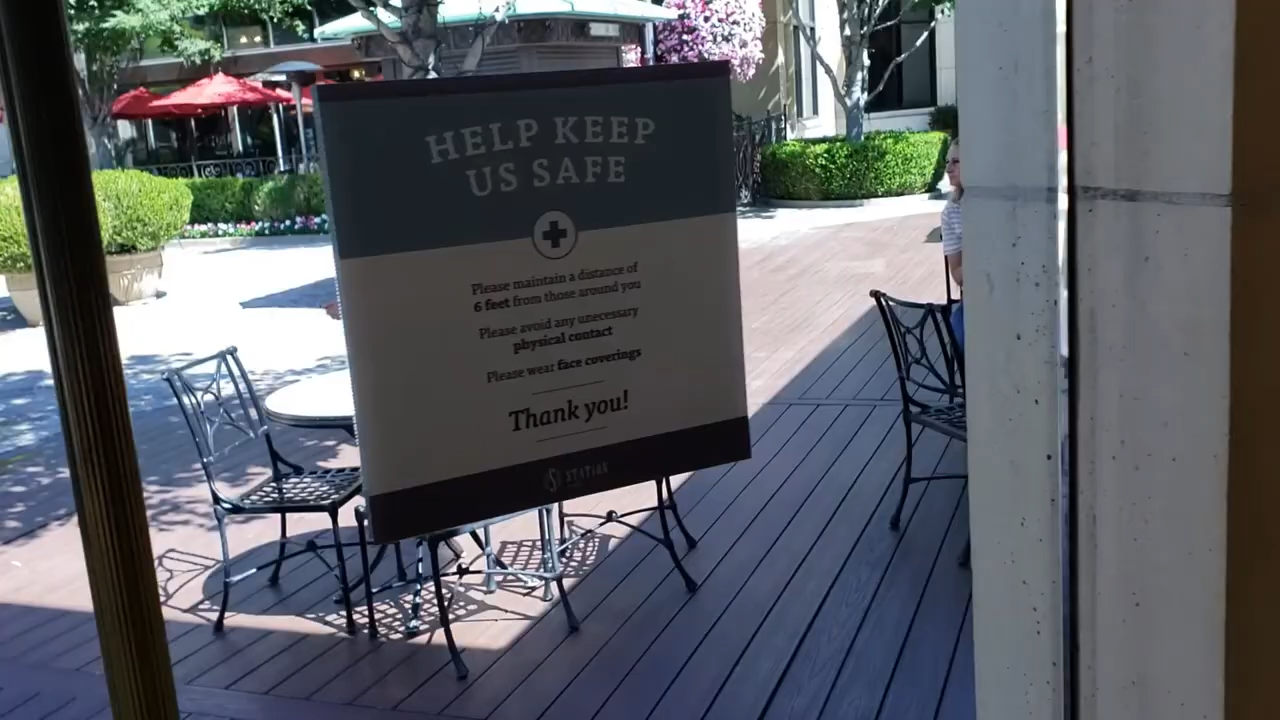 HELP KEEP
US SAFE
Please maintain a distance of
6 feet from those around you
Please avoid any unecessary
physical contact
Please wear face coverings
Thank you!
STATION